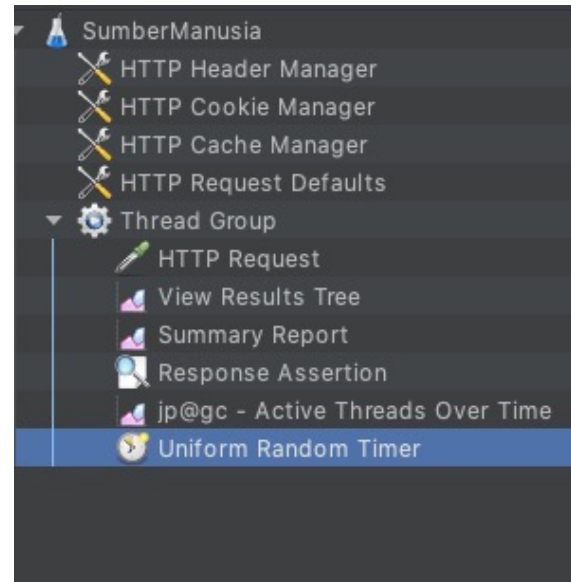 SumberManusia
HTTP Header Manager
HTTP Cookie Manager
HTTP Cache Manager
HTTP Request Defaults
Thread Group
HTTP Request
View Results Tree
Summary Report
Response Assertion
jp@gc - Active Threads Over Time
Uniform Random Timer